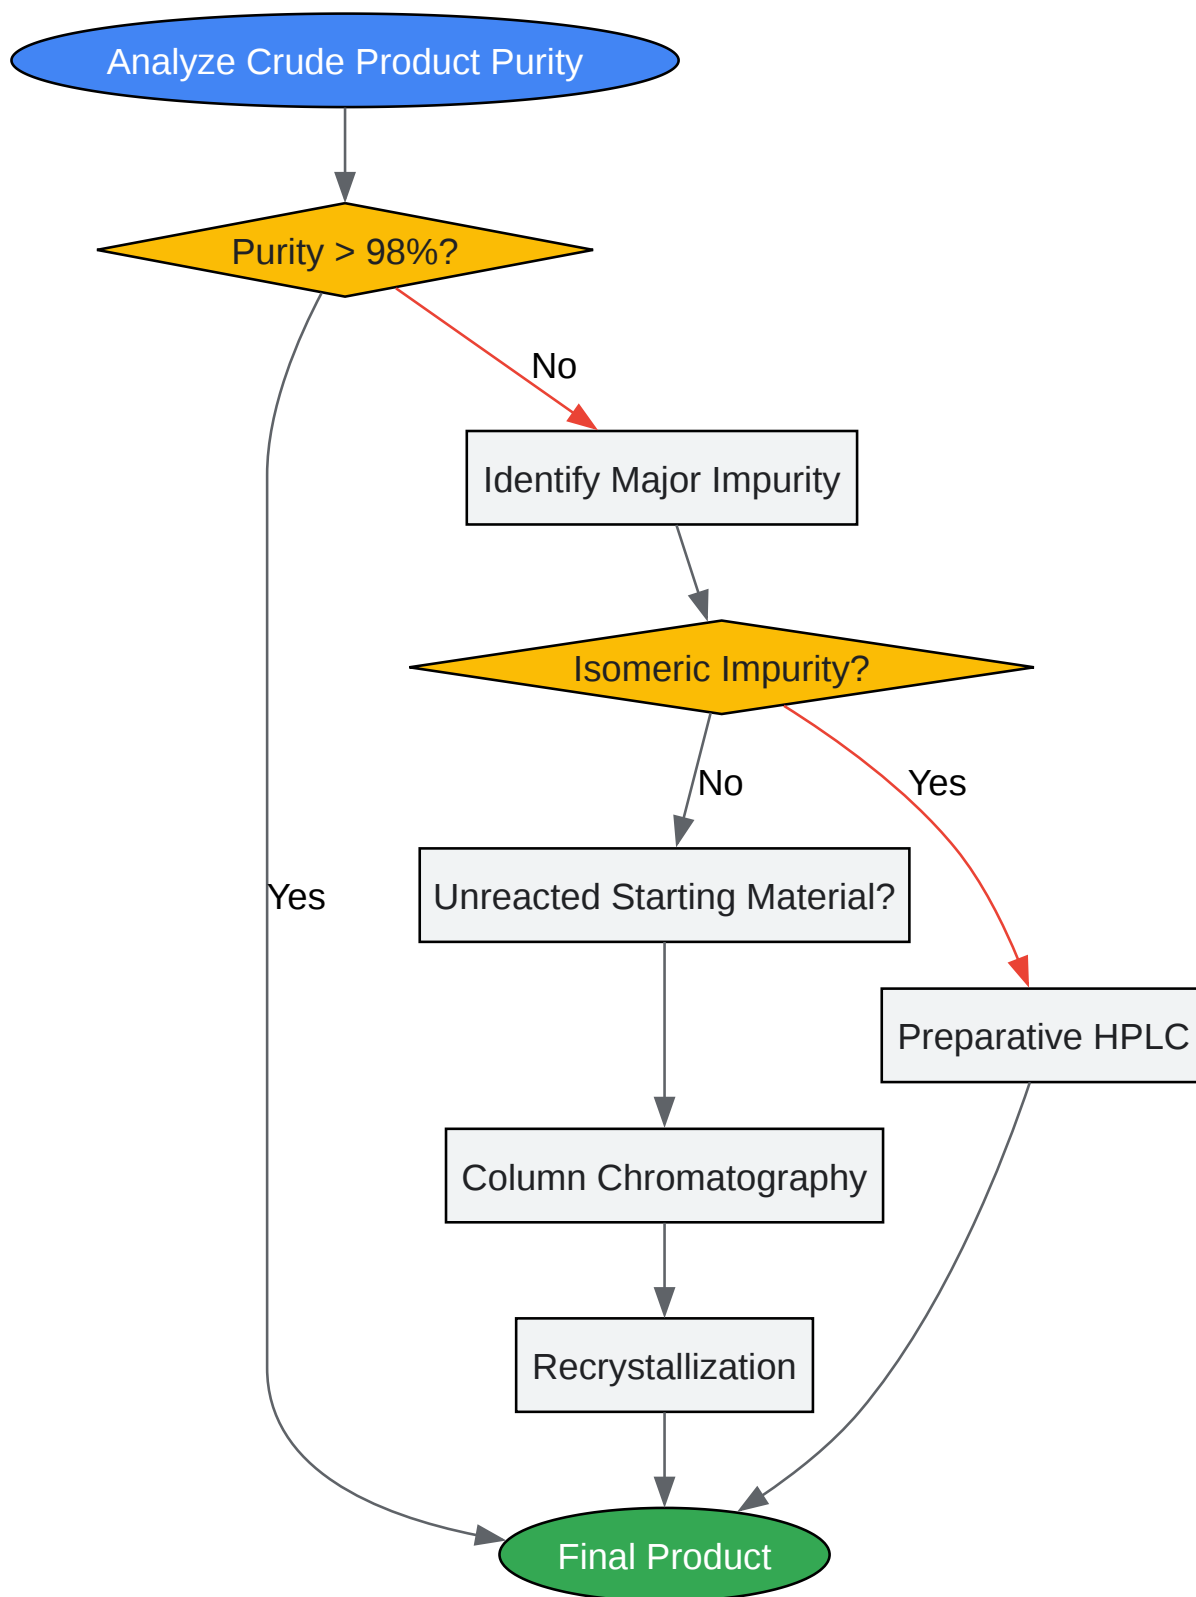 Analyze Crude Product Purity
Purity > 98%?
No
Identify Major Impurity
Isomeric Impurity?
No
Yes
Yes
Unreacted Starting Material?
Preparative HPLC
Column Chromatography
Recrystallization
Final Product